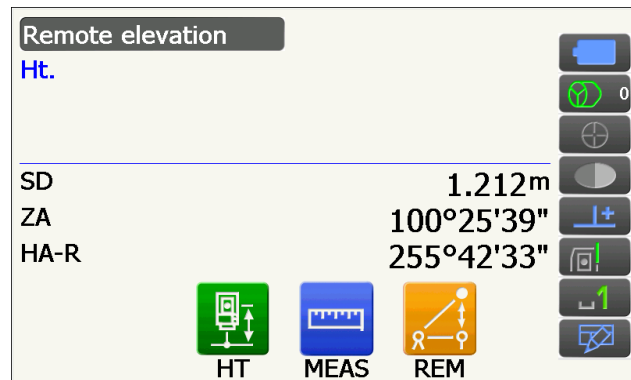 Remote elevation
Ht.
0
SD 1.212m
ZA 100°25'39"
HA-R 255°42'33"
1
HT MEAS REM